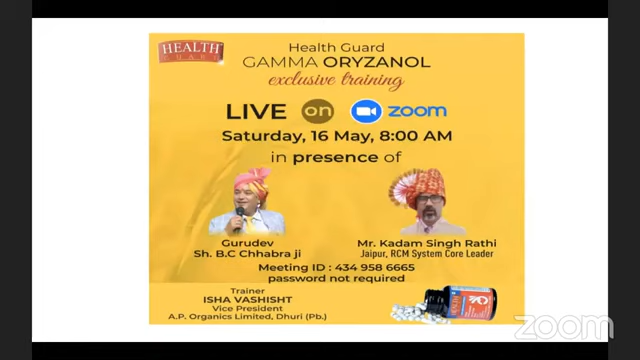 HEALTH
GUARD
Health Guard
GAMMA ORYZANOL
exclusive training
LIVE on zoom
Saturday, 16 May, 8:00 AM
in presence of
Gurudev
Sh. B.C Chhabra ji
Mr. Kadam Singh Rathi
Jaipur, RCM System Core Leader
Meeting ID : 434 958 6665
password not required
Trainer
ISHA VASHISHT
Vice President
A.P. Organics Limited, Dhuri (Pb.)
zoom